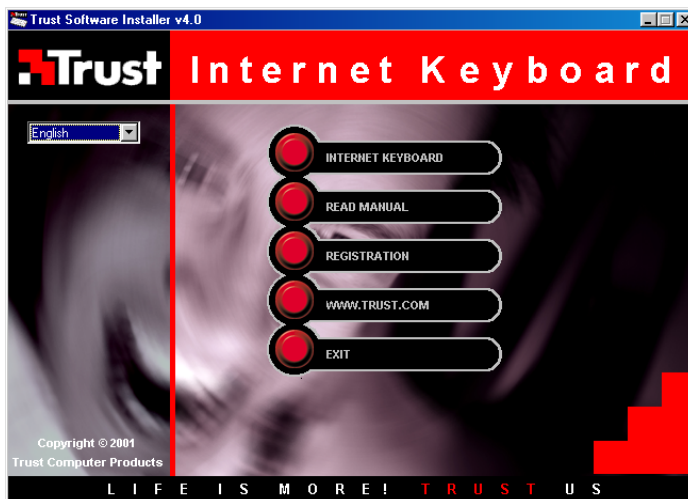 Trust Software Installer v4.0
Trust Internet Keyboard
English
INTERNET KEYBOARD
READ MANUAL
REGISTRATION
WWW.TRUST.COM
EXIT
Copyright © 2001
Trust Computer Products
LIFE IS MORE! TRUST US